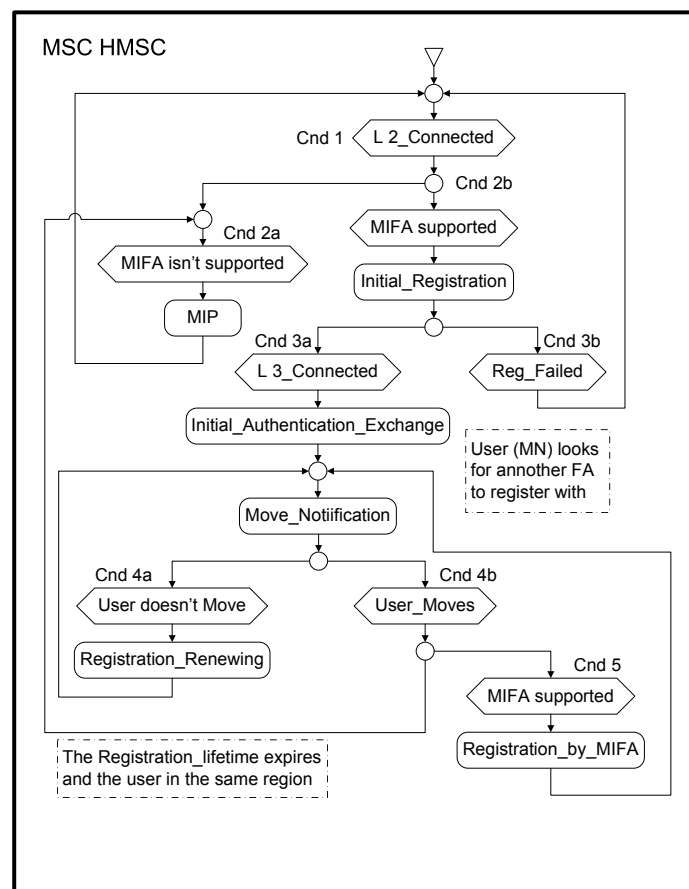 MSC HMSC
Cnd 1
L 2_Connected
Cnd 2b
Cnd 2a
MIFA supported
MIFA isn't supported
Initial_Registration
MIP
Cnd 3a
Cnd 3b
L 3_Connected
Reg_Failed
Initial_Authentication_Exchange
User (MN) looks
for annother FA
to register with
Move_Notiification
Cnd 4a
Cnd 4b
User doesn't Move
User_Moves
Registration_Renewing
Cnd 5
MIFA supported
The Registration_lifetime expires
and the user in the same region
Registration_by_MIFA